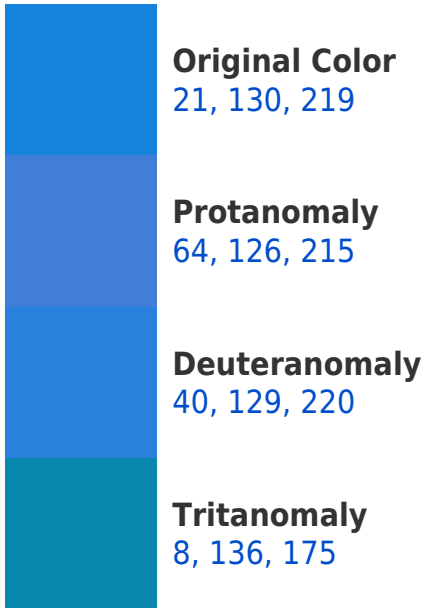 Original Color
21, 130, 219
Protanomaly
64, 126, 215
Deuteranomaly
40, 129, 220
Tritanomaly
8, 136, 175